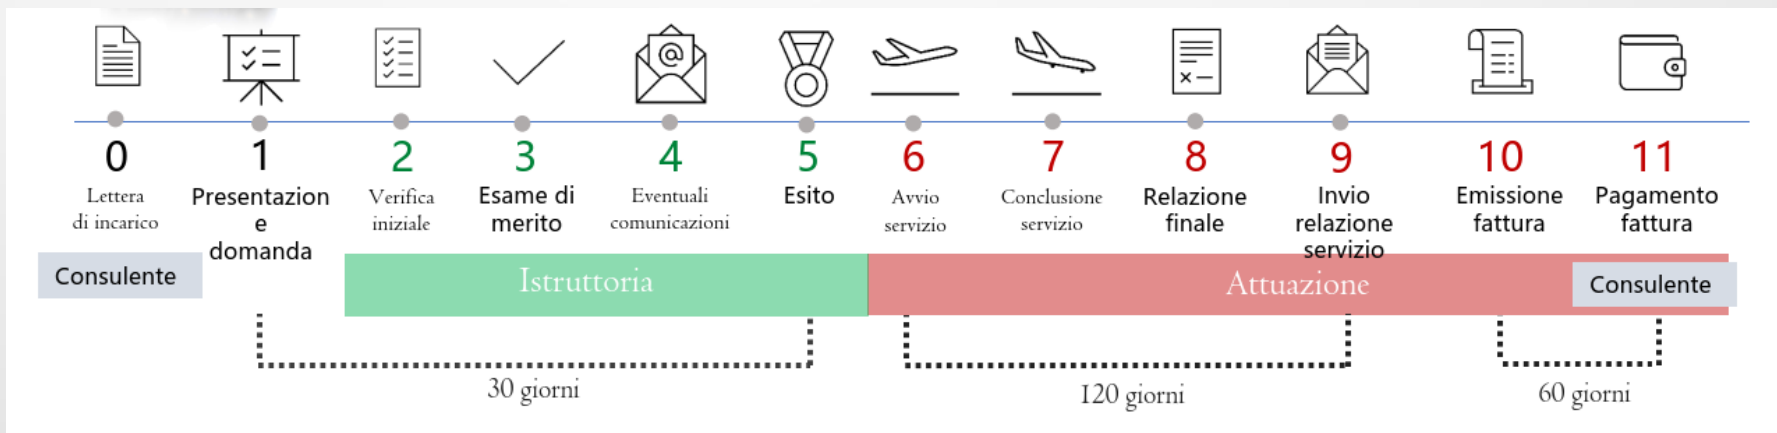 0
Lettera
di incarico
Consulente
1
Presentazion
e
domanda
2
Verifica
iniziale
3
Esame di
merito
4
Eventuali
comunicazioni
5
Esito
6
Avvio
servizio
7
Conclusione
servizio
8
Relazione
finale
9
Invio
relazione
servizio
10
Emissione
fattura
11
Pagamento
fattura
Istruttoria
Attuazione
Consulente
30 giorni
120 giorni
60 giorni